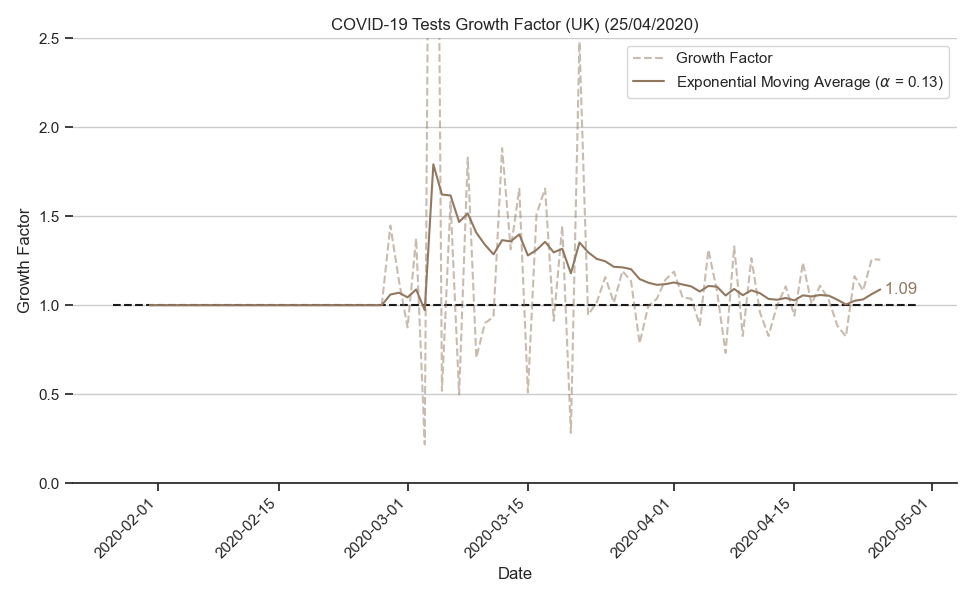 COVID-19 Tests Growth Factor (UK) (25/04/2020)
Growth Factor
Exponential Moving Average (α = 0.13)
2.5
2.0
1.5
1.0
0.5
0.0
Growth Factor
1.09
2020-02-01
2020-02-15
2020-03-01
2020-03-15
2020-04-01
2020-04-15
2020-05-01
Date